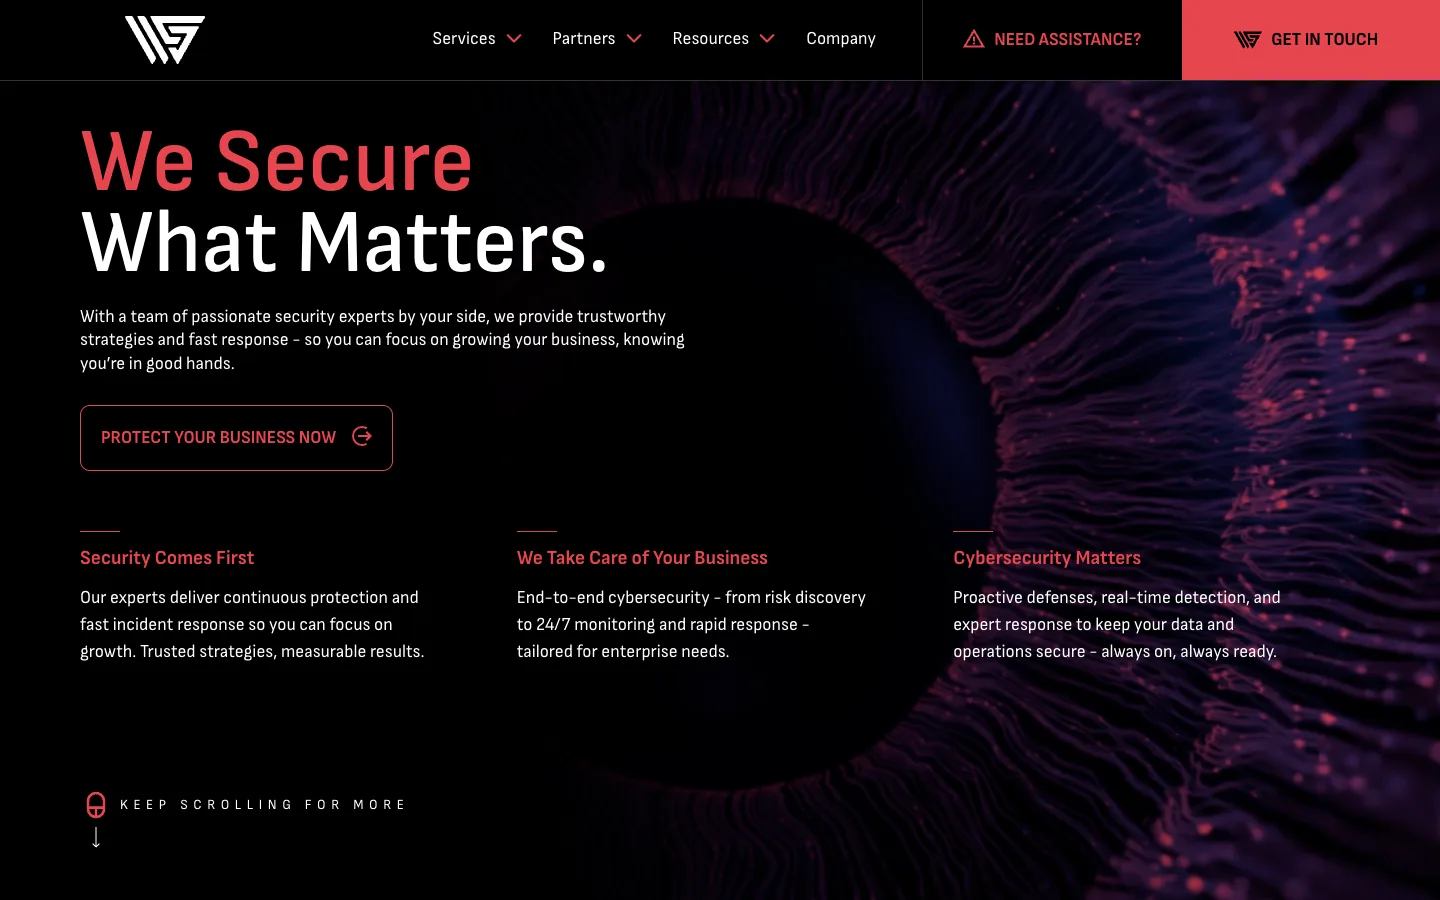 Services
Partners
Resources
Company
NEED ASSISTANCE?
GET IN TOUCH
We Secure
What Matters.
With a team of passionate security experts by your side, we provide trustworthy
strategies and fast response - so you can focus on growing your business, knowing
you're in good hands.
PROTECT YOUR BUSINESS NOW
Security Comes First
Our experts deliver continuous protection and
fast incident response so you can focus on
growth. Trusted strategies, measurable results.
We Take Care of Your Business
End-to-end cybersecurity - from risk discovery
to 24/7 monitoring and rapid response -
tailored for enterprise needs.
Cybersecurity Matters
Proactive defenses, real-time detection, and
expert response to keep your data and
operations secure - always on, always ready.
KEEP SCROLLING FOR MORE